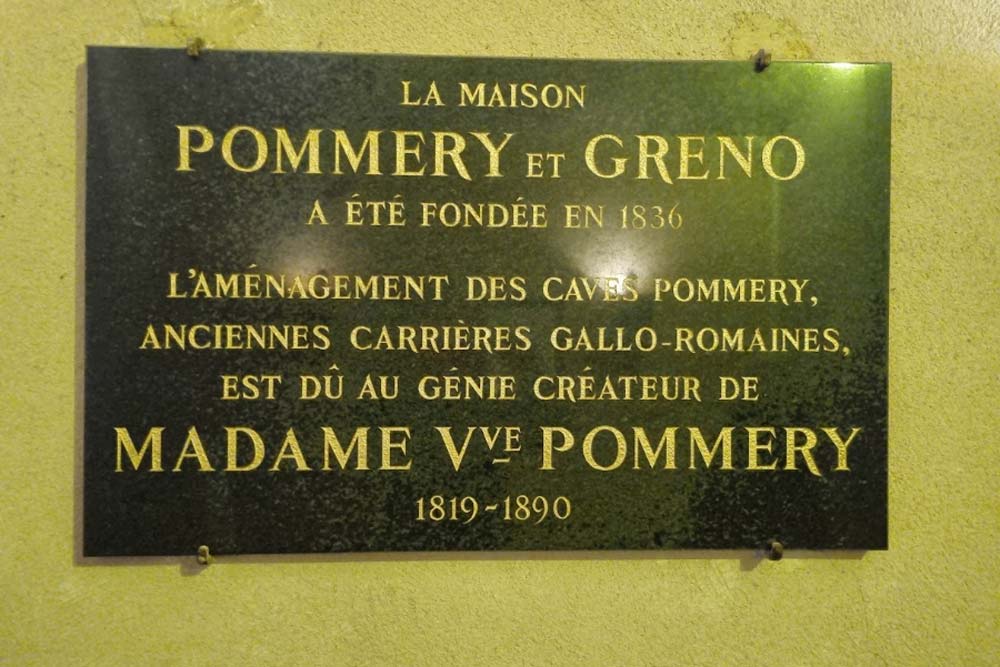 LA MAISON
POMMERY ET GRENO
A ÉTÉ FONDÉE EN 1836
L'AMÉNAGEMENT DES CAVES POMMERY,
ANCIENNES CARRIÈRES GALLO-ROMAINES,
EST DÛ AU GÉNIE CRÉATEUR DE
MADAME VVE POMMERY
1819-1890